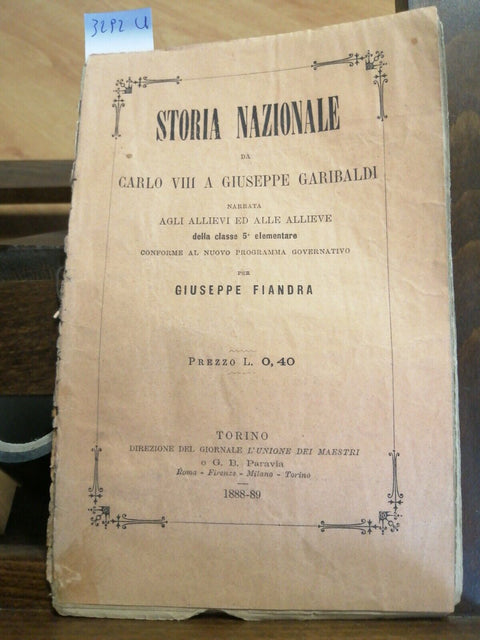 3292 U
STORIA NAZIONALE
DA
CARLO VIII A GIUSEPPE GARIBALDI
NARRATA
AGLI ALLIEVI ED ALLE ALLIEVE
della classe 5ª elementare
CONFORME AL NUOVO PROGRAMMA GOVERNATIVO
PER
GIUSEPPE FIANDRA
PREZZO L. 0,40
TORINO
DIREZIONE DEL GIORNALE L'UNIONE DEI MAESTRI
e G. B. Paravia
Roma - Firenze - Milano - Torino
1888-89